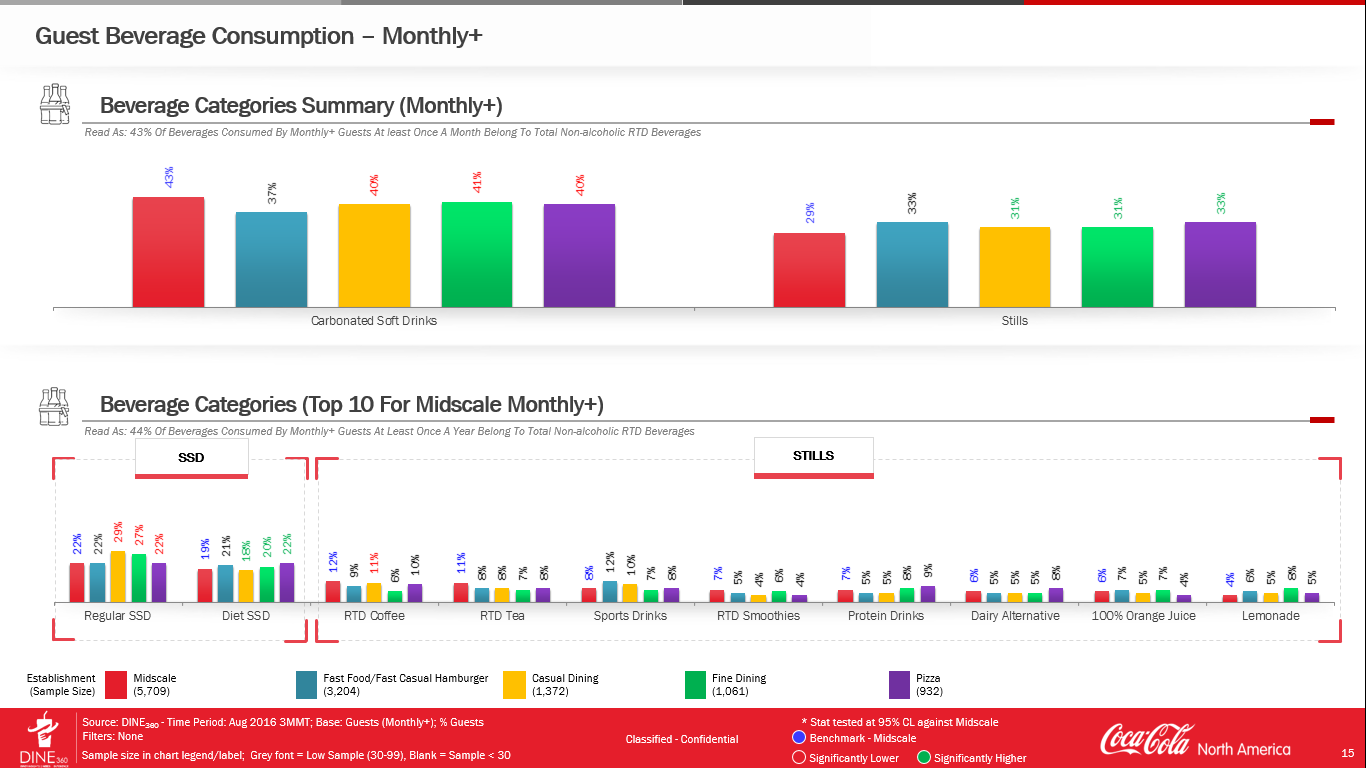 Guest Beverage Consumption – Monthly+
Beverage Categories Summary (Monthly+)
Read As: 43% Of Beverages Consumed By Monthly+ Guests At least Once A Month Belong To Total Non-alcoholic RTD Beverages
43% 37% 40% 41% 40% 29% 33% 31% 31% 33%
Carbonated Soft Drinks Stills
Beverage Categories (Top 10 For Midscale Monthly+)
Read As: 44% Of Beverages Consumed By Monthly+ Guests At Least Once A Year Belong To Total Non-alcoholic RTD Beverages
SSD STILLS
22% 22% 29% 27% 22% 19% 21% 18% 20% 22% 12% 9% 11% 6% 10% 11% 8% 8% 7% 8% 8% 12% 10% 7% 8% 7% 5% 4% 6% 4% 7% 5% 5% 8% 9% 6% 5% 5% 5% 8% 6% 7% 5% 7% 4% 4% 6% 5% 8% 5%
Regular SSD Diet SSD RTD Coffee RTD Tea Sports Drinks RTD Smoothies Protein Drinks Dairy Alternative 100% Orange Juice Lemonade
Establishment Midscale Fast Food/Fast Casual Hamburger Casual Dining Fine Dining Pizza
(Sample Size) (5,709) (3,204) (1,372) (1,061) (932)
Source: DINE360 - Time Period: Aug 2016 3MMT; Base: Guests (Monthly+); % Guests
Filters: None
Sample size in chart legend/label; Grey font = Low Sample (30-99), Blank = Sample < 30
DINE360
Classified - Confidential
* Stat tested at 95% CL against Midscale
Benchmark - Midscale
Significantly Lower Significantly Higher
Coca-Cola North America
15